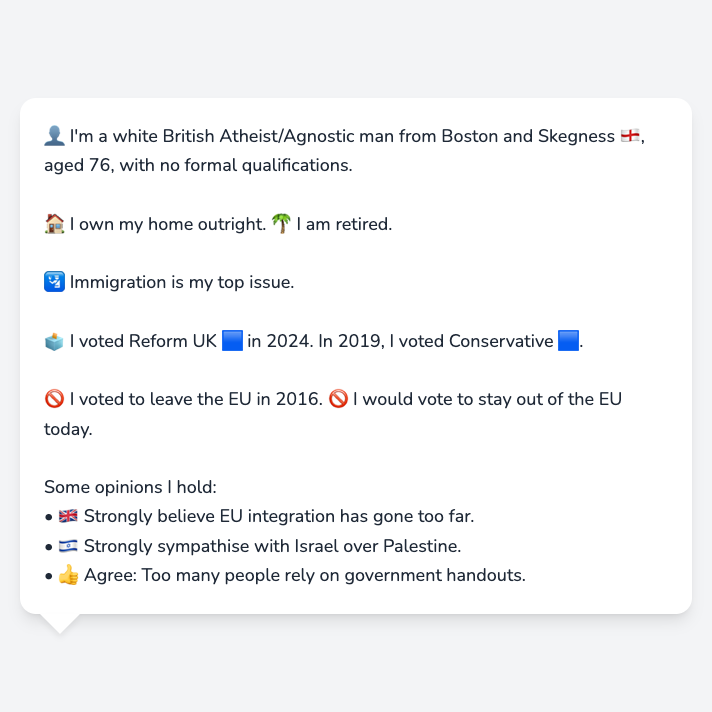 👤 I'm a white British Atheist/Agnostic man from Boston and Skegness 🏴󠁧󠁢󠁥󠁮󠁧󠁿,
aged 76, with no formal qualifications.
🏠 I own my home outright. 🌴 I am retired.
🛂 Immigration is my top issue.
🗳️ I voted Reform UK 🟦 in 2024. In 2019, I voted Conservative 🟦.
🚫 I voted to leave the EU in 2016. 🚫 I would vote to stay out of the EU
today.
Some opinions I hold:
• 🇬🇧 Strongly believe EU integration has gone too far.
• 🇮🇱 Strongly sympathise with Israel over Palestine.
• 👍 Agree: Too many people rely on government handouts.